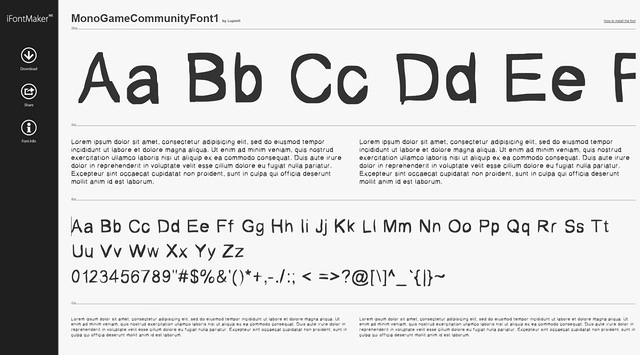 iFontMaker
MonoGameCommunityFont1 by Lupusit
How to install the font
Download
Share
Font Info
Aa Bb Cc Dd Ee F
Lorem ipsum dolor sit amet, consectetur adipisicing elit, sed do eiusmod tempor
incididunt ut labore et dolore magna aliqua. Ut enim ad minim veniam, quis nostrud
exercitation ullamco laboris nisi ut aliquip ex ea commodo consequat. Duis aute irure
dolor in reprehenderit in voluptate velit esse cillum dolore eu fugiat nulla pariatur.
Excepteur sint occaecat cupidatat non proident, sunt in culpa qui officia deserunt
mollit anim id est laborum.
Lorem ipsum dolor sit amet, consectetur adipisicing elit, sed do eiusmod tempor
incididunt ut labore et dolore magna aliqua. Ut enim ad minim veniam, quis nostrud
exercitation ullamco laboris nisi ut aliquip ex ea commodo consequat. Duis aute irure
dolor in reprehenderit in voluptate velit esse cillum dolore eu fugiat nulla pariatur.
Excepteur sint occaecat cupidatat non proident, sunt in culpa qui officia deserunt
mollit anim id est laborum.
Aa Bb Cc Dd Ee Ff Gg Hh Ii Jj Kk Ll Mm Nn Oo Pp Qq Rr Ss Tt
Uu Vv Ww Xx Yy Zz
0123456789"#$%&'()*+,-./:; < =>?@[\]^_`{|}~
Lorem ipsum dolor sit amet, consectetur adipisicing elit, sed do eiusmod tempor incididunt ut labore et dolore magna aliqua. Ut
enim ad minim veniam, quis nostrud exercitation ullamco laboris nisi ut aliquip ex ea commodo consequat. Duis aute irure dolor in
reprehenderit in voluptate velit esse cillum dolore eu fugiat nulla pariatur. Excepteur sint occaecat cupidatat non proident, sunt in
culpa qui officia deserunt mollit anim id est laborum.
Lorem ipsum dolor sit amet, consectetur adipisicing elit, sed do eiusmod tempor incididunt ut labore et dolore magna aliqua. Ut
enim ad minim veniam, quis nostrud exercitation ullamco laboris nisi ut aliquip ex ea commodo consequat. Duis aute irure dolor in
reprehenderit in voluptate velit esse cillum dolore eu fugiat nulla pariatur. Excepteur sint occaecat cupidatat non proident, sunt in
culpa qui officia deserunt mollit anim id est laborum.